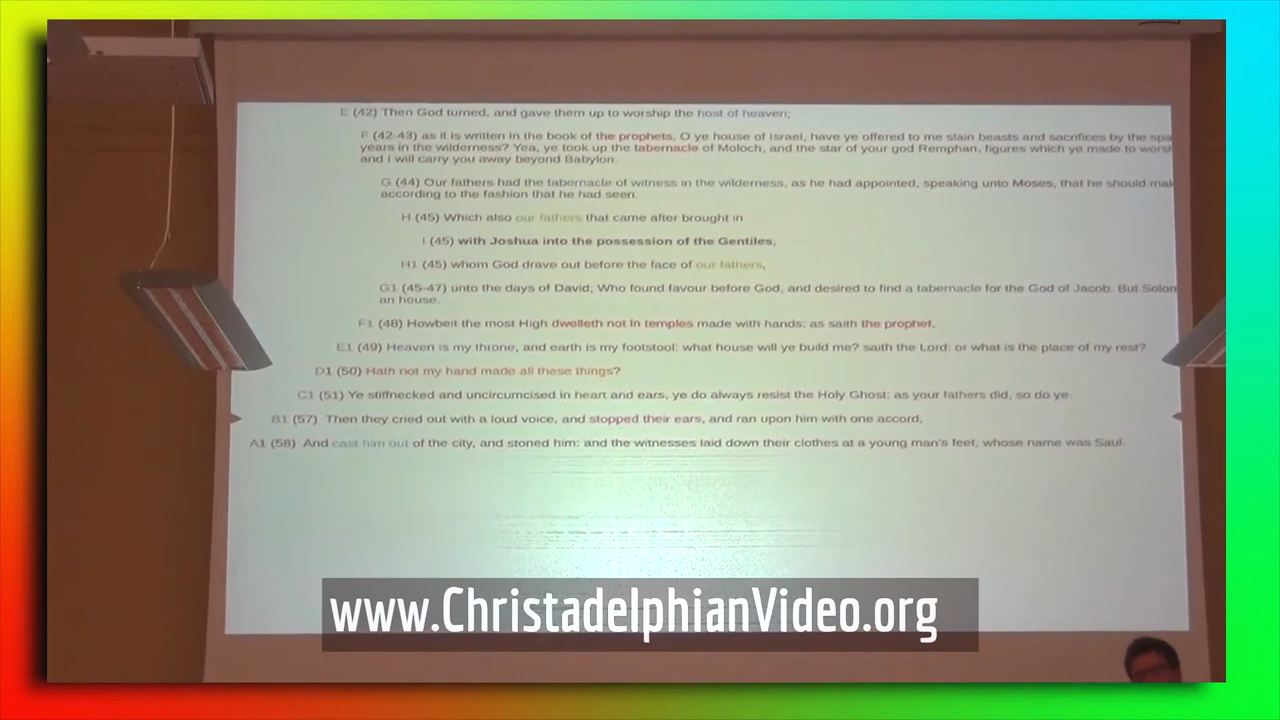 E (42) Then God turned, and gave them up to worship the host of heaven;
F (42-43) as it is written in the book of the prophets, O ye house of Israel, have ye offered to me slain beasts and sacrifices by the spa
years in the wilderness? Yea, ye took up the tabernacle of Moloch, and the star of your god Remphan, figures which ye made to worsh
and I will carry you away beyond Babylon.
G (44) Our fathers had the tabernacle of witness in the wilderness, as he had appointed, speaking unto Moses, that he should mak
according to the fashion that he had seen.
H (45) Which also our fathers that came after brought in
I (45) with Joshua into the possession of the Gentiles,
H1 (45) whom God drave out before the face of our fathers,
G1 (45-47) unto the days of David; Who found favour before God, and desired to find a tabernacle for the God of Jacob. But Solom
an house.
F1 (48) Howbeit the most High dwelleth not in temples made with hands; as saith the prophet,
E1 (49) Heaven is my throne, and earth is my footstool: what house will ye build me? saith the Lord: or what is the place of my rest?
D1 (50) Hath not my hand made all these things?
C1 (51) Ye stiffnecked and uncircumcised in heart and ears, ye do always resist the Holy Ghost: as your fathers did, so do ye.
B1 (57) Then they cried out with a loud voice, and stopped their ears, and ran upon him with one accord,
A1 (58) And cast him out of the city, and stoned him: and the witnesses laid down their clothes at a young man's feet, whose name was Saul.
www.ChristadelphianVideo.org